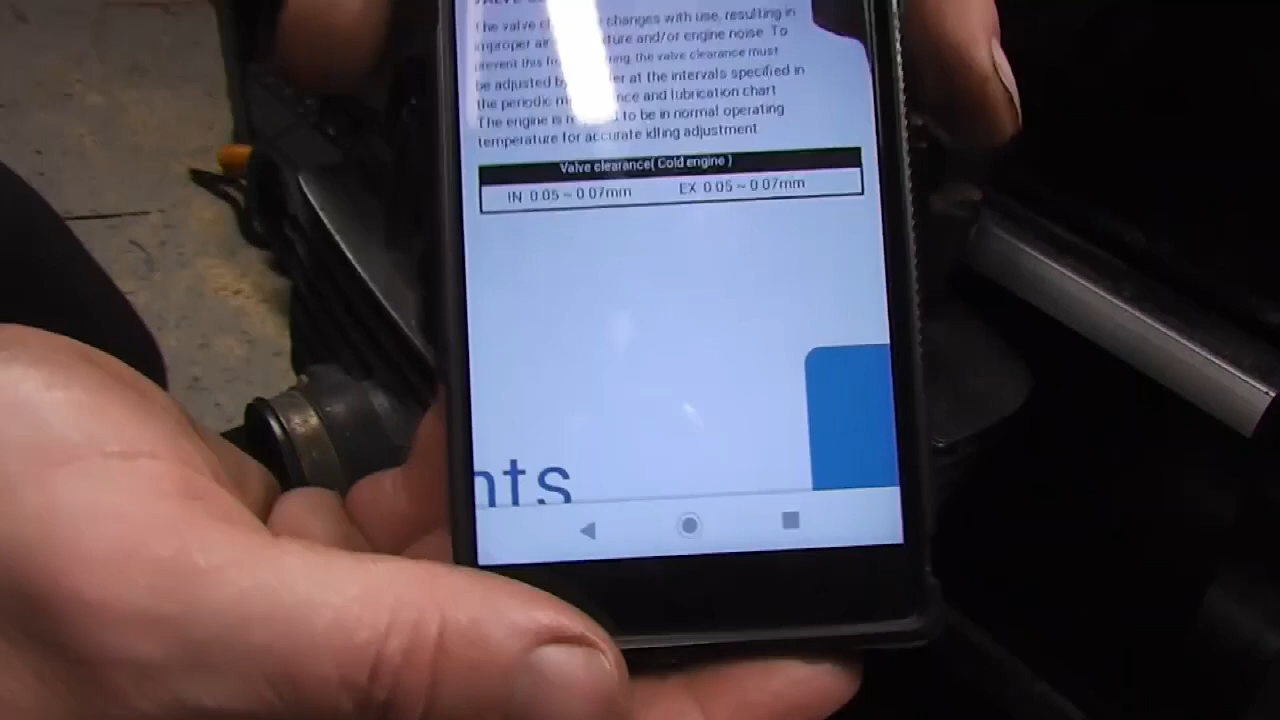 The valve changes with use, resulting in
improper and/or engine noise. To
prevent this the valve clearance must
be adjusted at the intervals specified in
the periodic and lubrication chart
The engine is to be in normal operating
temperature for accurate idling adjustment
Valve clearance( Cold engine )
IN 0.05 ~ 0.07mm EX 0.05 ~ 0.07mm
nts